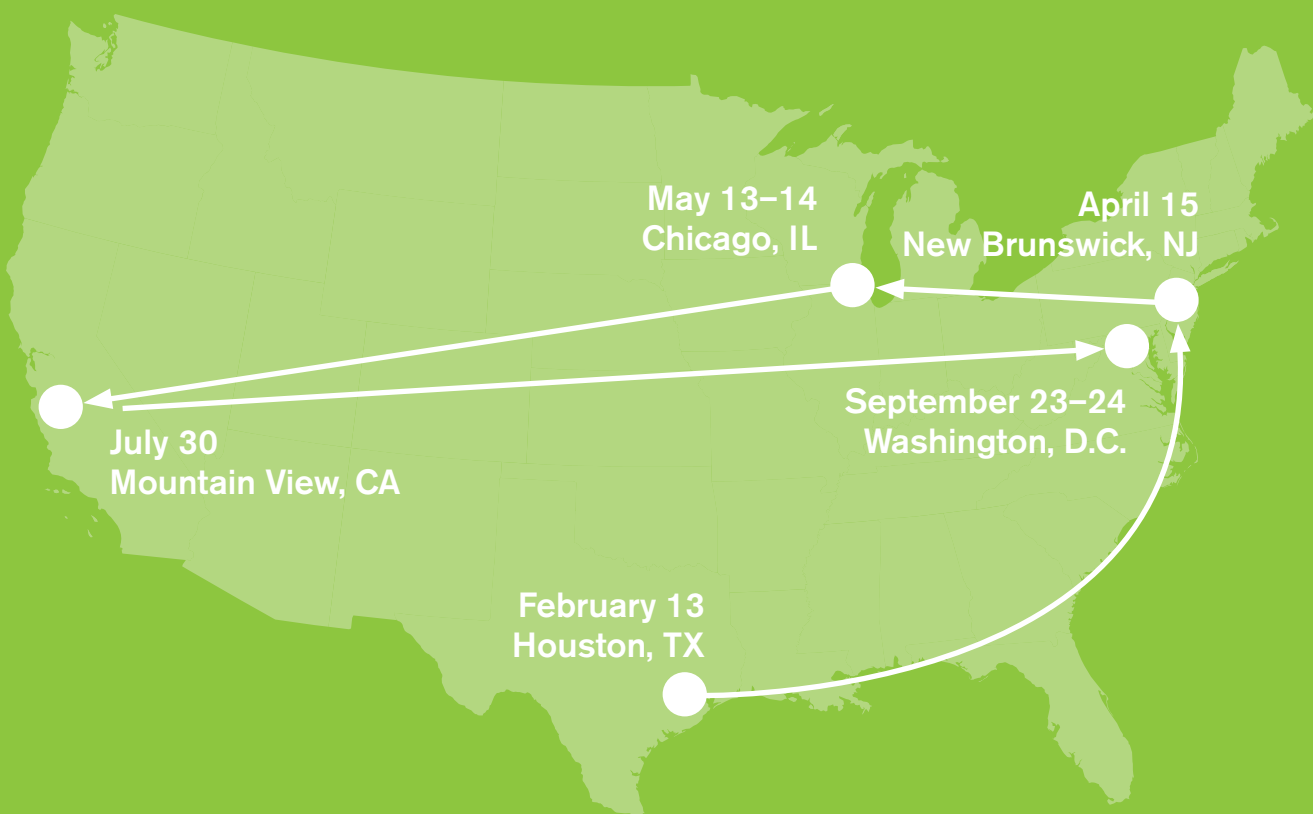 May 13–14
Chicago, IL
April 15
New Brunswick, NJ
September 23–24
Washington, D.C.
July 30
Mountain View, CA
February 13
Houston, TX